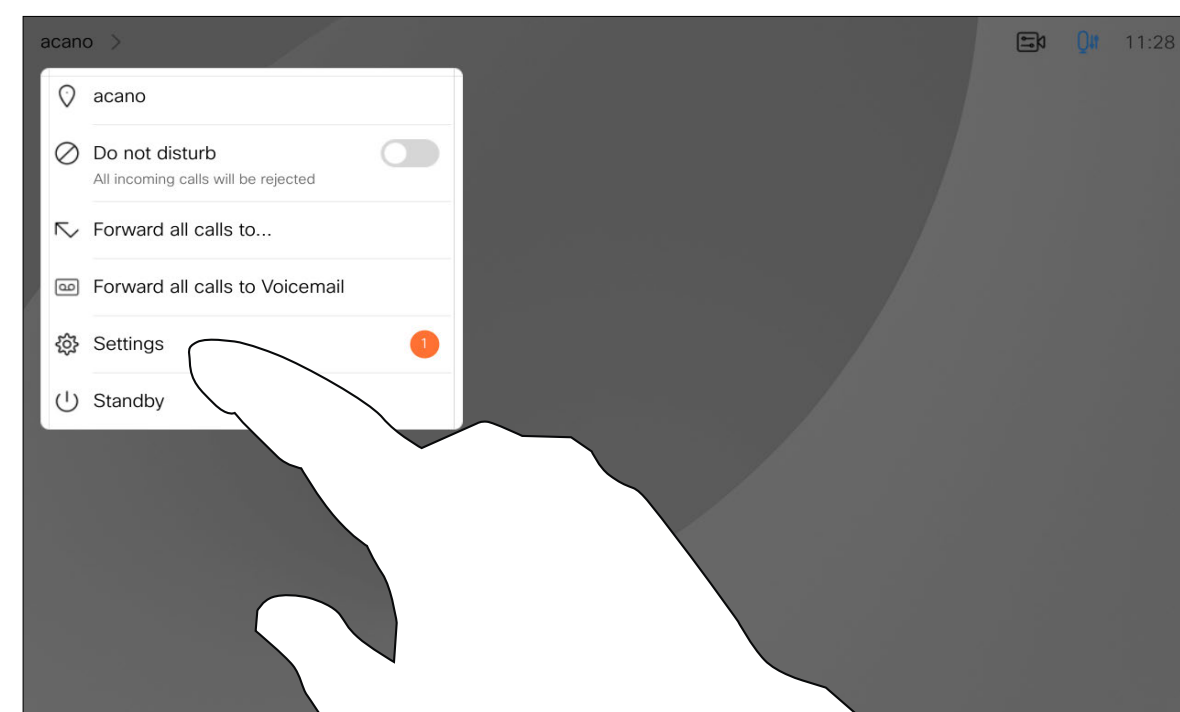 acano
11:28
acano
Do not disturb
All incoming calls will be rejected
Forward all calls to...
Forward all calls to Voicemail
Settings
1
Standby